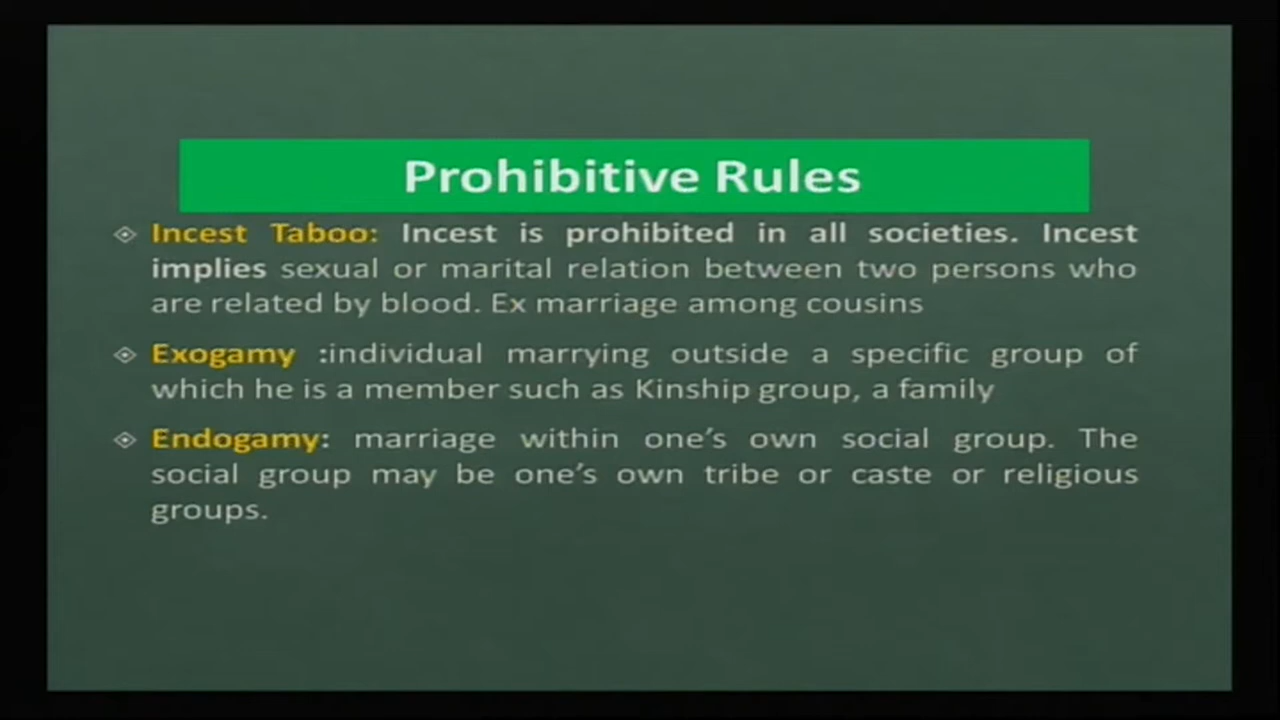 Prohibitive Rules
Incest Taboo: Incest is prohibited in all societies. Incest
implies sexual or marital relation between two persons who
are related by blood. Ex marriage among cousins
Exogamy :individual marrying outside a specific group of
which he is a member such as Kinship group, a family
Endogamy: marriage within one's own social group. The
social group may be one's own tribe or caste or religious
groups.